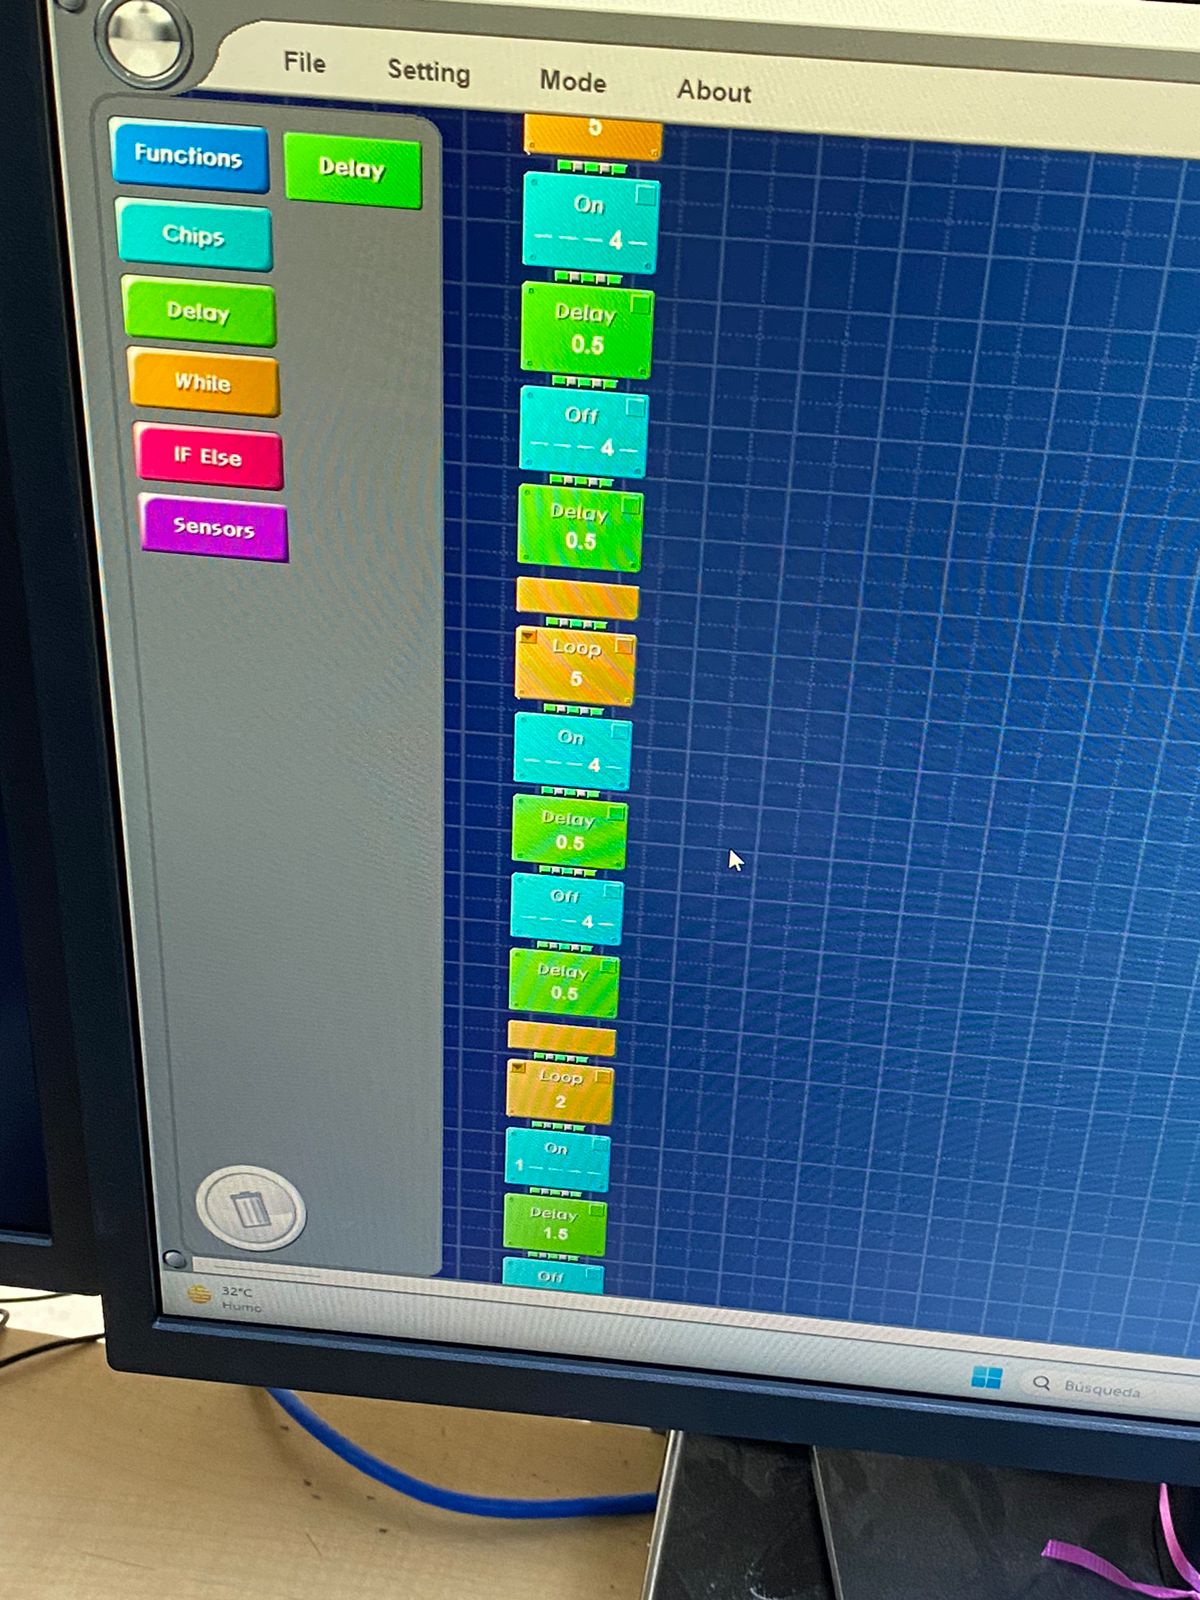 File Setting Mode About
Functions
Delay
Chips
Delay
While
IF Else
Sensors
5
On
– – – 4 –
Delay
0.5
Off
– – – 4 –
Delay
0.5
Loop
5
On
– – – 4 –
Delay
0.5
Off
– – – 4 –
Delay
0.5
Loop
2
On
1 – – – –
Delay
1.5
Off
32°C
Humo
Búsqueda